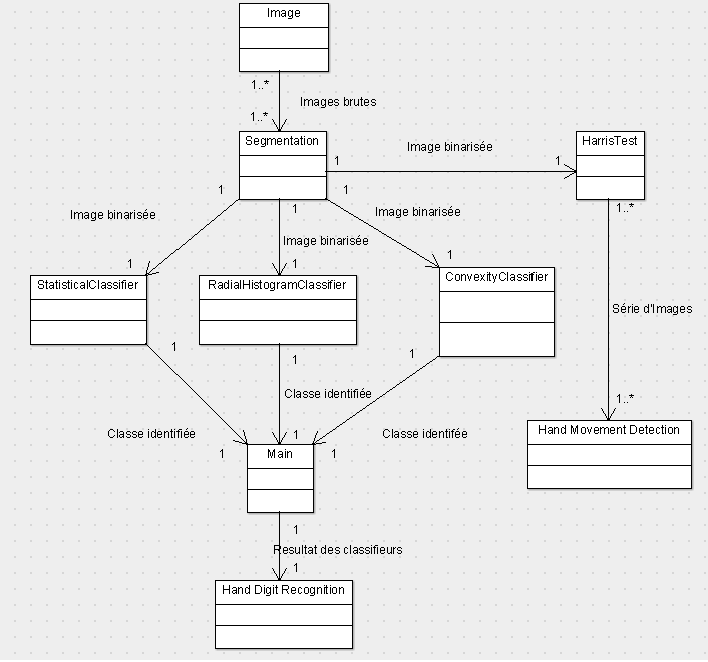 Image
1..*
Images brutes
1..*
Segmentation
HarrisTest
Image binarisée
1
1
1
1
1
1..*
Image binarisée
Image binarisée
Image binarisée
1
1
1
StatisticalClassifier
RadialHistogramClassifier
ConvexityClassifier
Série d'Images
1
1
1
Classe identifiée
1..*
Classe identifiée
Classe identifiée
1
1
1
Hand Movement Detection
Main
1
Resultat des classifieurs
1
Hand Digit Recognition